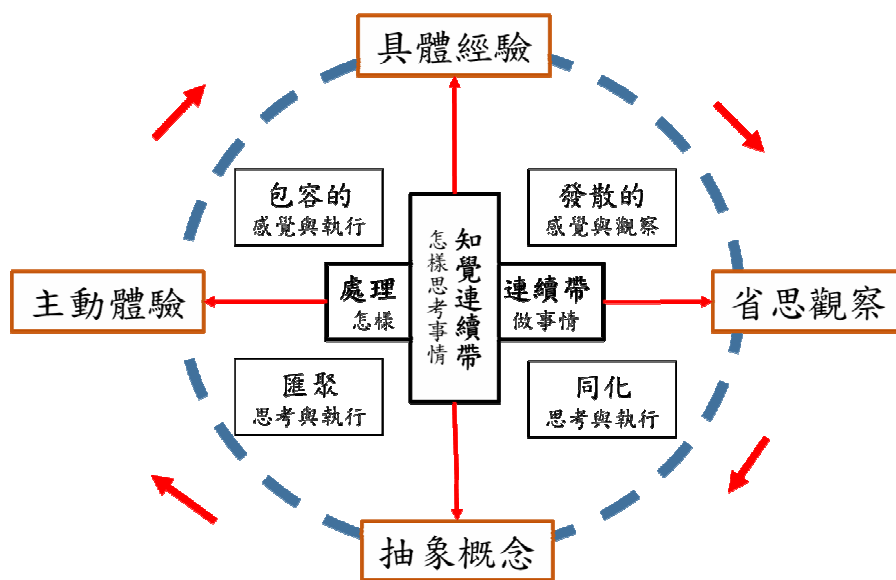 具體經驗
包容的
感覺與執行
發散的
感覺與觀察
知覺連續帶
怎樣思考事情
處理
怎樣
連續帶
做事情
主動體驗
省思觀察
匯聚
思考與執行
同化
思考與執行
抽象概念